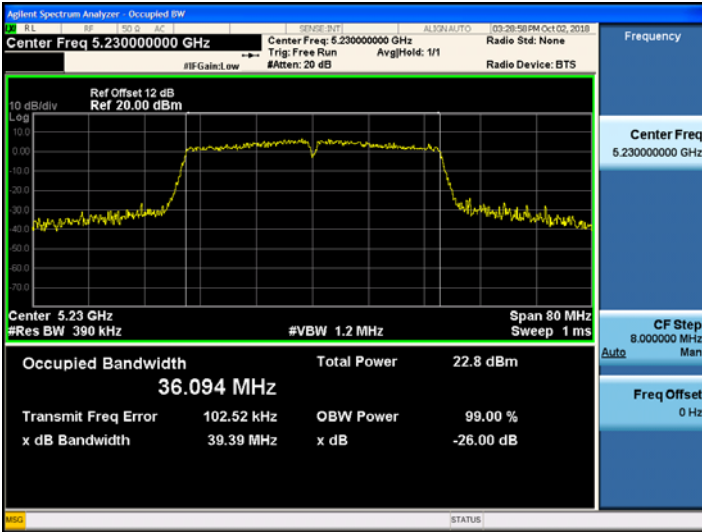 Agilent Spectrum Analyzer - Occupied BW
RL RF 50 Ω AC SENSE:INT ALIGNAUTO 03:28:58 PM Oct 02, 2018
Center Freq 5.230000000 GHz
Center Freq: 5.230000000 GHz
Radio Std: None
Trig: Free Run Avg|Hold: 1/1
#IFGain:Low
#Atten: 20 dB
Radio Device: BTS
Ref Offset 12 dB
10 dB/div Ref 20.00 dBm
Log
10.0
0.00
-10.0
-20.0
-30.0
-40.0
-50.0
-60.0
-70.0
Center 5.23 GHz Span 80 MHz
#Res BW 390 kHz #VBW 1.2 MHz Sweep 1 ms
Occupied Bandwidth Total Power 22.8 dBm
36.094 MHz
Transmit Freq Error 102.52 kHz OBW Power 99.00 %
x dB Bandwidth 39.39 MHz x dB -26.00 dB
MSG STATUS
Frequency
Center Freq
5.230000000 GHz
CF Step
8.000000 MHz
Auto Man
Freq Offset
0 Hz